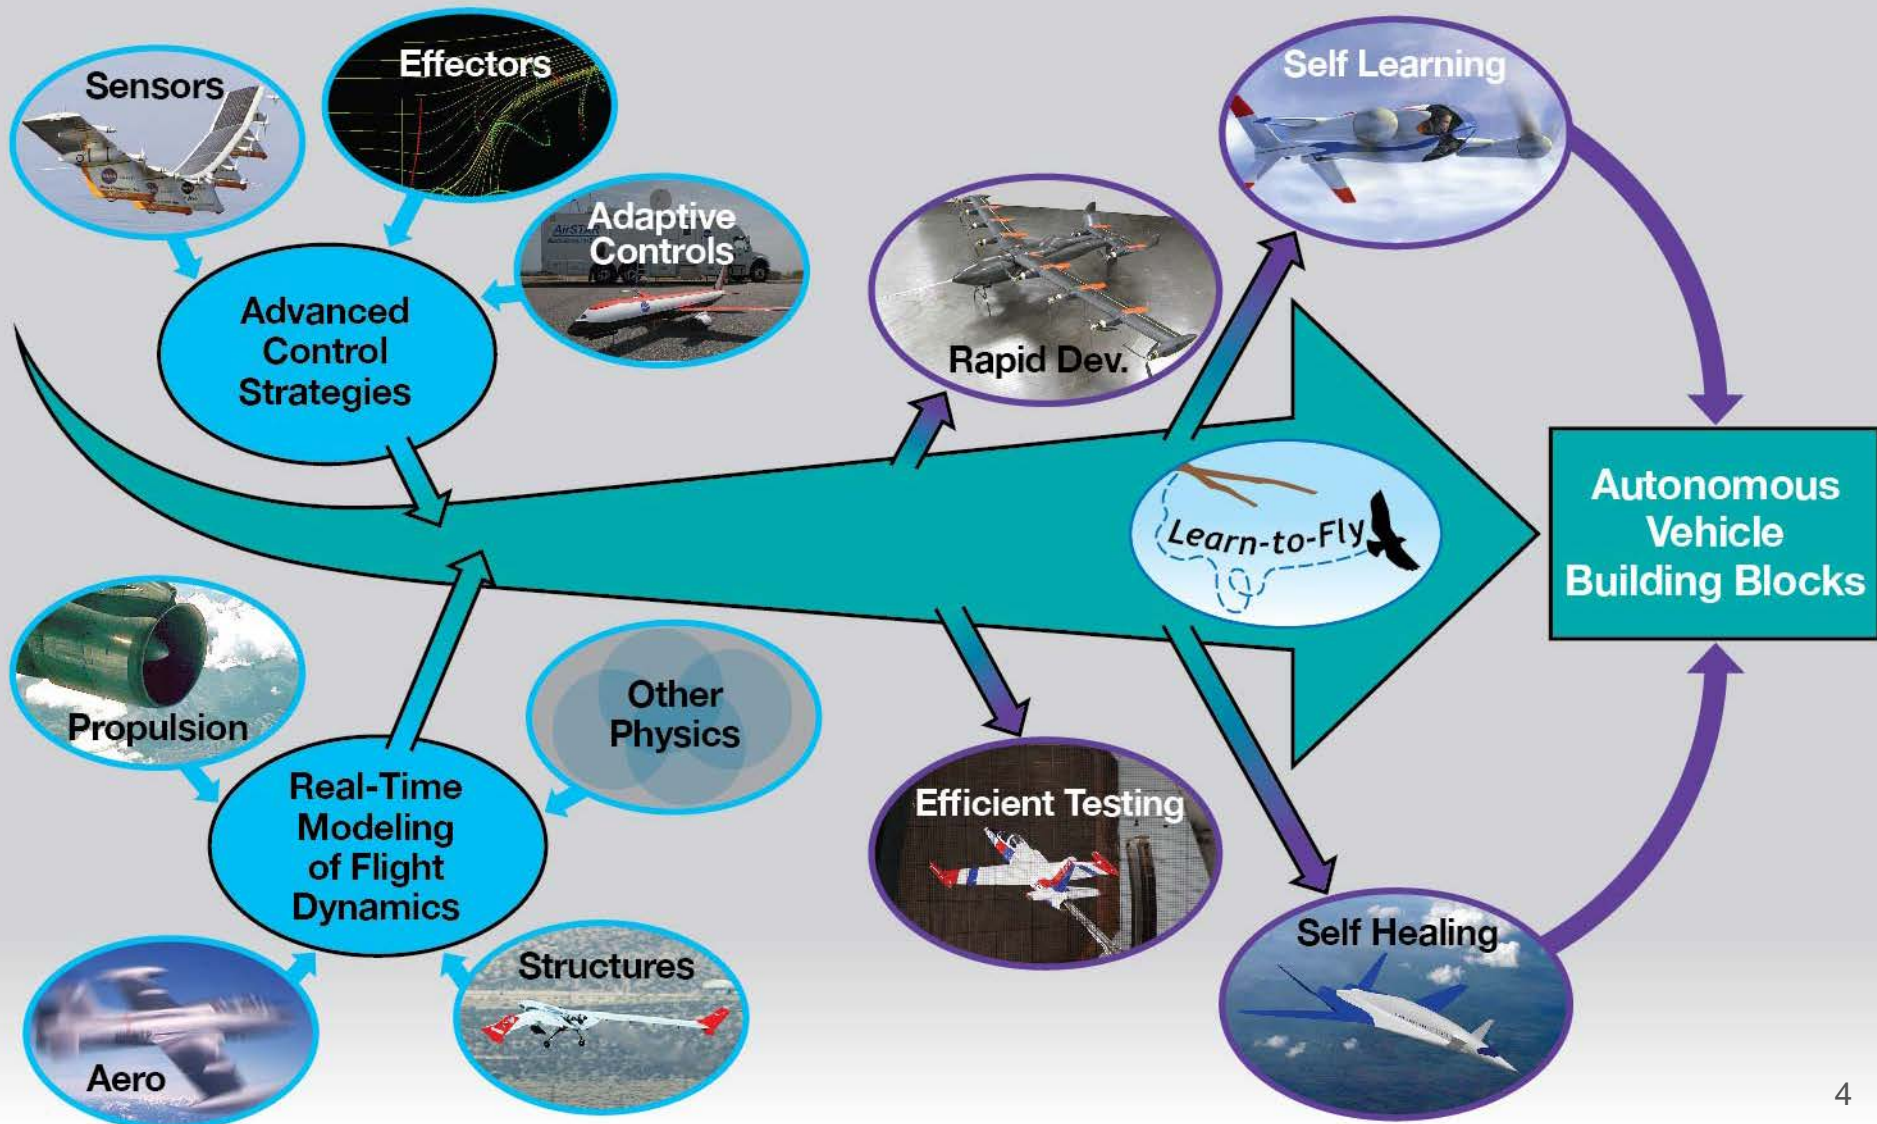 Sensors
Effectors
Adaptive
Controls
AirSTAR
Advanced
Control
Strategies
Self Learning
Rapid Dev.
Learn-to-Fly
Autonomous
Vehicle
Building Blocks
Propulsion
Other
Physics
Real-Time
Modeling
of Flight
Dynamics
Efficient Testing
Self Healing
Structures
Aero
4